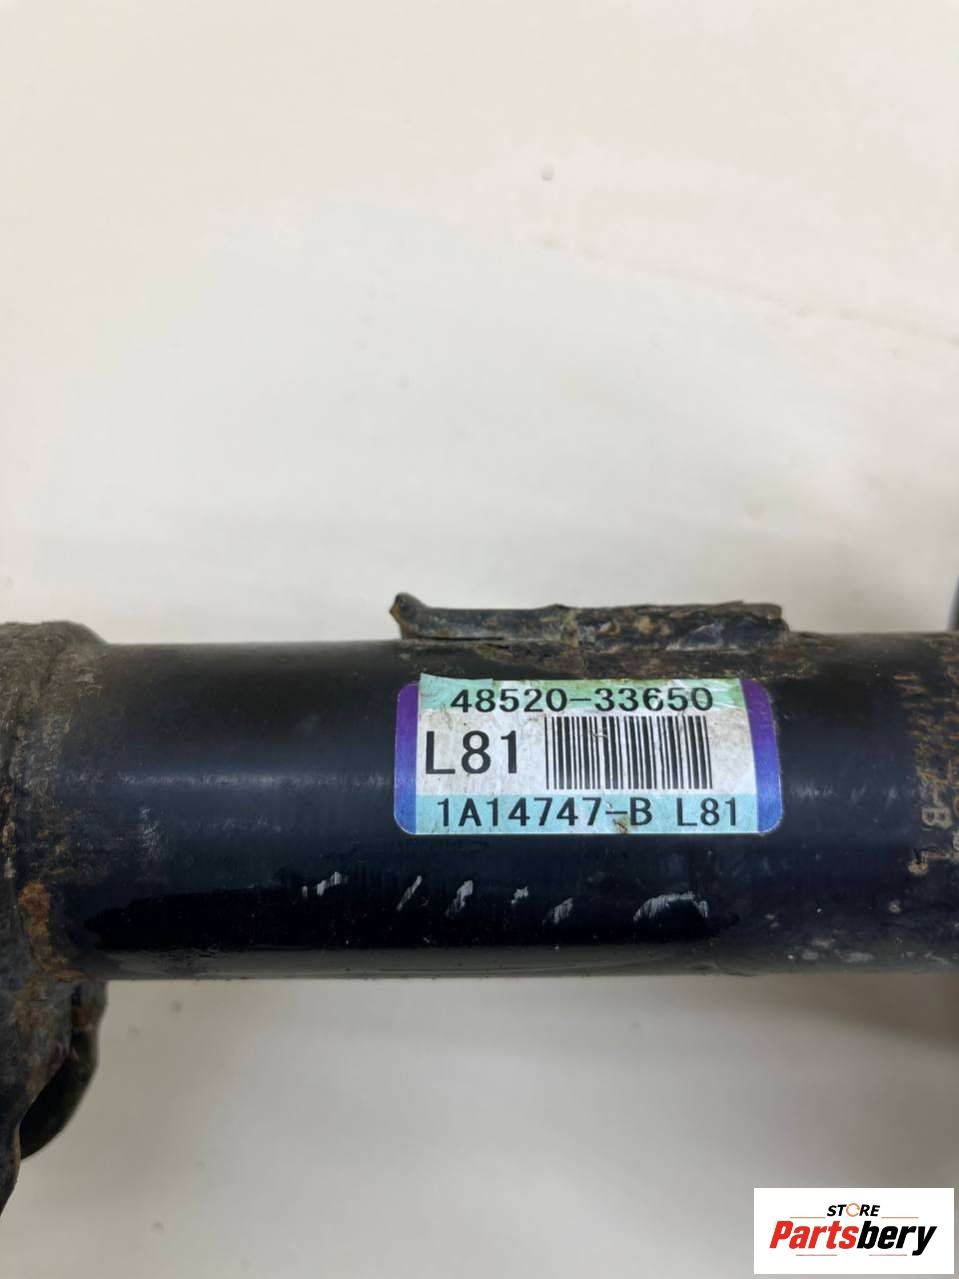 48520-33650
L81
1A14747-B L81
STORE
Partsbery